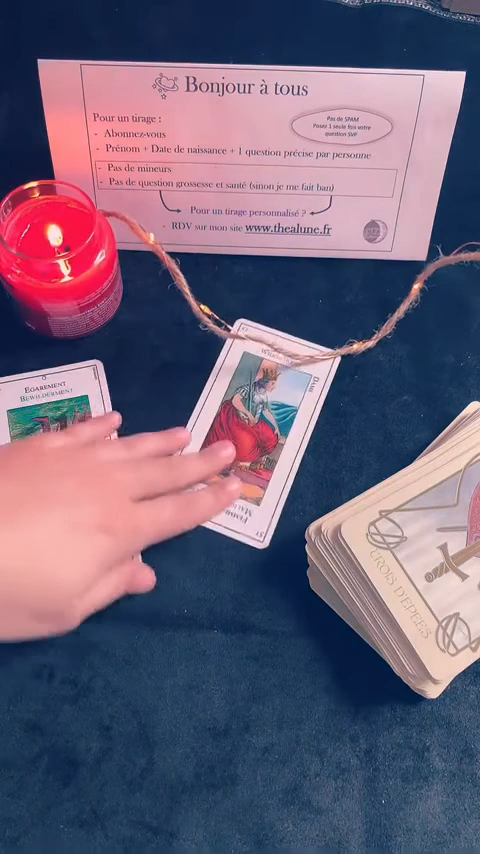 Bonjour à tous
Pas de SPAM
Posez 1 seule fois votre
question SVP
Pour un tirage :
- Abonnez-vous
- Prénom + Date de naissance + 1 question précise par personne
- Pas de mineurs
- Pas de question grossesse et santé (sinon je me fait ban)
Pour un tirage personnalisé ?
- RDV sur mon site www.thealune.fr
EGAREMENT
BEWILDERMENT
DAME
TROIS D'EPEES